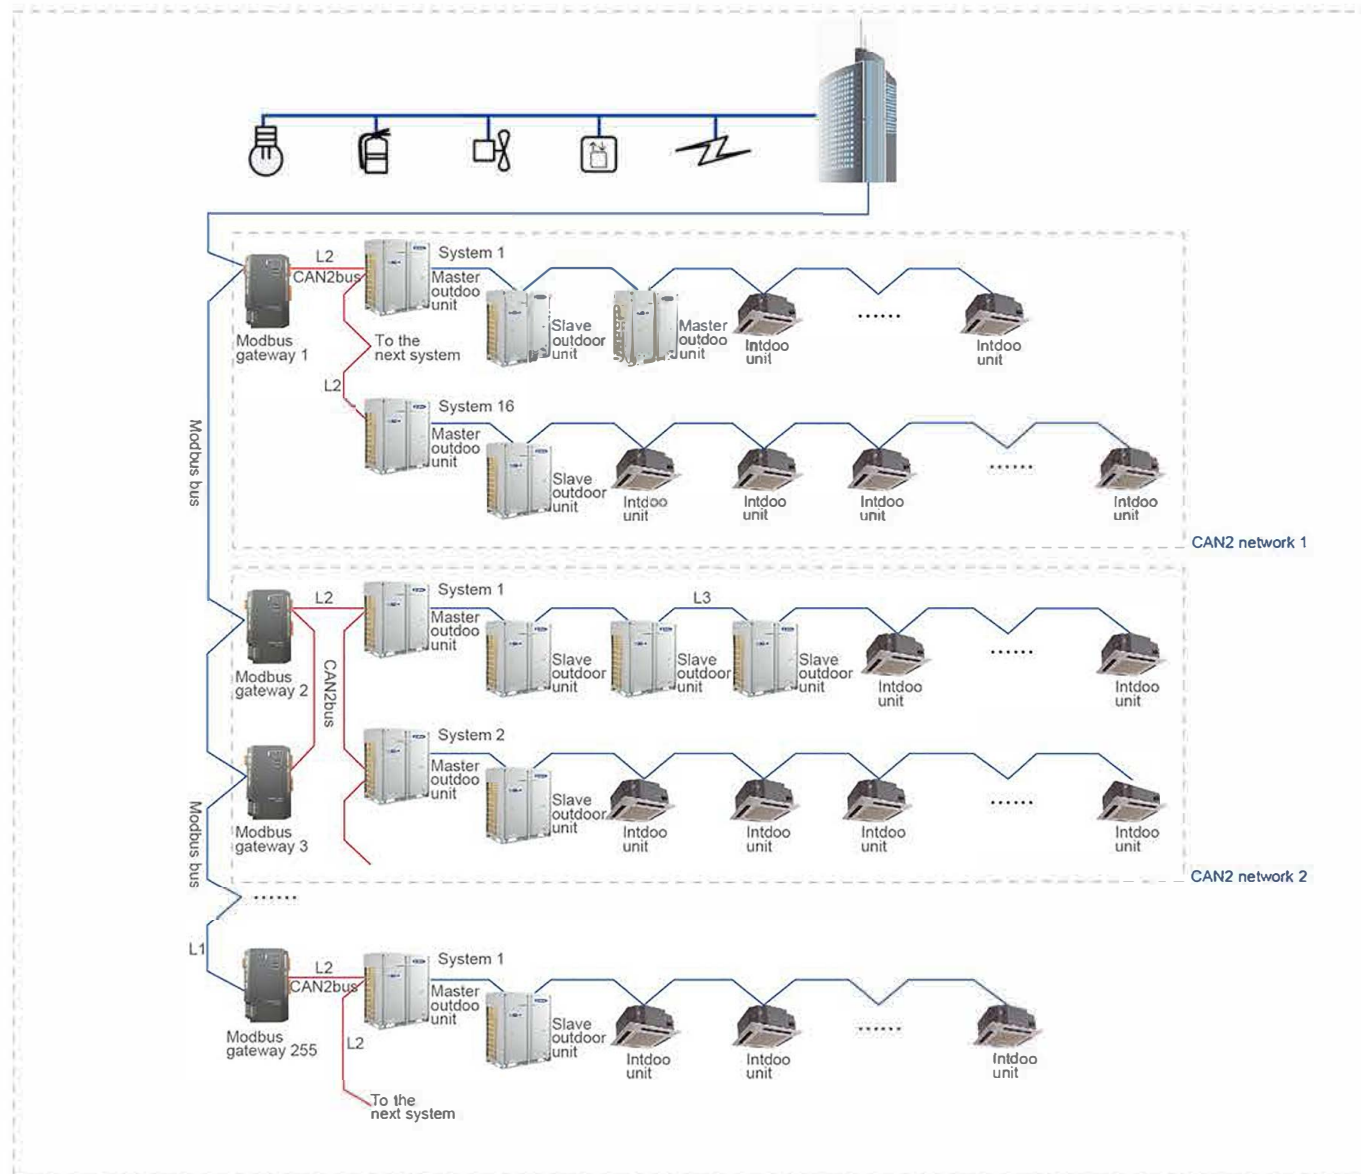 L2
CAN2bus
System 1
Master
outdoo
unit
Modbus
gateway 1
To the
next system
Slave
outdoor
unit
Master
outdoo
unit
Intdoo
unit
......
Intdoo
unit
L2
System 16
Master
outdoo
unit
Slave
outdoor
unit
Intdoo
unit
Intdoo
unit
Intdoo
unit
......
Intdoo
unit
Modbus bus
CAN2 network 1
L2
System 1
Master
outdoo
unit
L3
Modbus
gateway 2
CAN2bus
Slave
outdoor
unit
Slave
outdoor
unit
Slave
outdoor
unit
Intdoo
unit
......
Intdoo
unit
System 2
Master
outdoo
unit
Modbus
gateway 3
Slave
outdoor
unit
Intdoo
unit
Intdoo
unit
Intdoo
unit
......
Intdoo
unit
Modbus bus
CAN2 network 2
......
L1
L2
CAN2bus
System 1
Master
outdoo
unit
Modbus
gateway 255
L2
Slave
outdoor
unit
Intdoo
unit
Intdoo
unit
......
Intdoo
unit
To the
next system